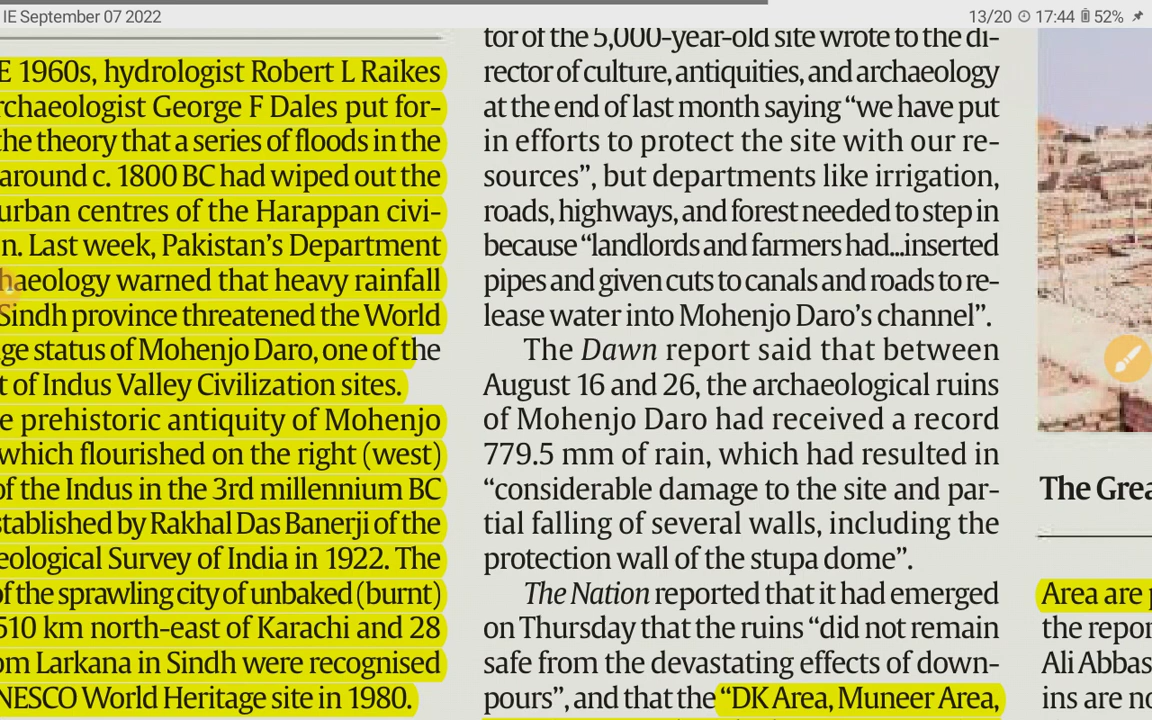 IE September 07 2022
13/20 17:44 52%
E 1960s, hydrologist Robert L Raikes
rchaeologist George F Dales put for-
the theory that a series of floods in the
around c. 1800 BC had wiped out the
urban centres of the Harappan civi-
n. Last week, Pakistan's Department
haeology warned that heavy rainfall
Sindh province threatened the World
ge status of Mohenjo Daro, one of the
t of Indus Valley Civilization sites.
e prehistoric antiquity of Mohenjo
which flourished on the right (west)
of the Indus in the 3rd millennium BC
stablished by Rakhal Das Banerji of the
eological Survey of India in 1922. The
of the sprawling city of unbaked (burnt)
510 km north-east of Karachi and 28
om Larkana in Sindh were recognised
NESCO World Heritage site in 1980.
tor of the 5,000-year-old site wrote to the di-
rector of culture, antiquities, and archaeology
at the end of last month saying “we have put
in efforts to protect the site with our re-
sources”, but departments like irrigation,
roads, highways, and forest needed to step in
because “landlords and farmers had...inserted
pipes and given cuts to canals and roads to re-
lease water into Mohenjo Daro's channel”.
The Dawn report said that between
August 16 and 26, the archaeological ruins
of Mohenjo Daro had received a record
779.5 mm of rain, which had resulted in
“considerable damage to the site and par-
tial falling of several walls, including the
protection wall of the stupa dome”.
The Nation reported that it had emerged
on Thursday that the ruins “did not remain
safe from the devastating effects of down-
pours”, and that the “DK Area, Muneer Area,
The Grea
Area are p
the repor
Ali Abbas
ins are no